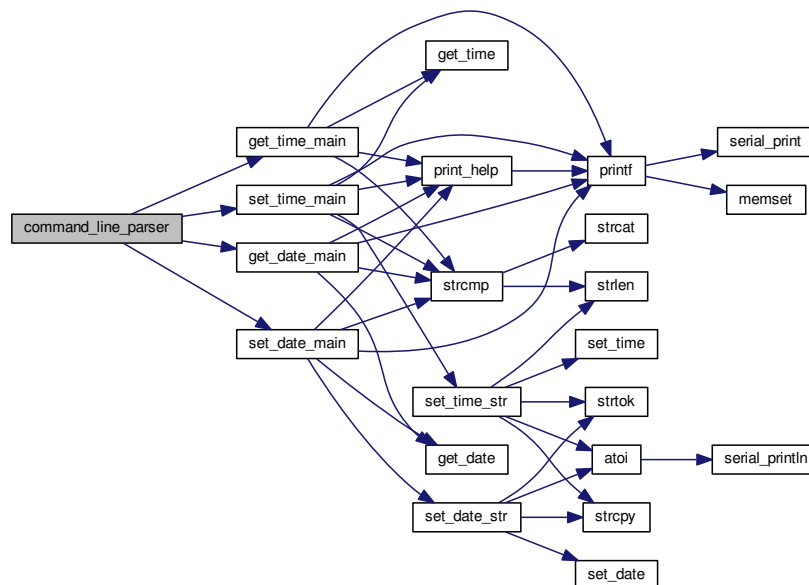 get_time
get_time_main
serial_print
print_help
printf
set_time_main
memset
command_line_parser
strcat
get_date_main
strcmp
strlen
set_date_main
set_time
set_time_str
strtok
get_date
atoi
serial_println
set_date_str
strcpy
set_date